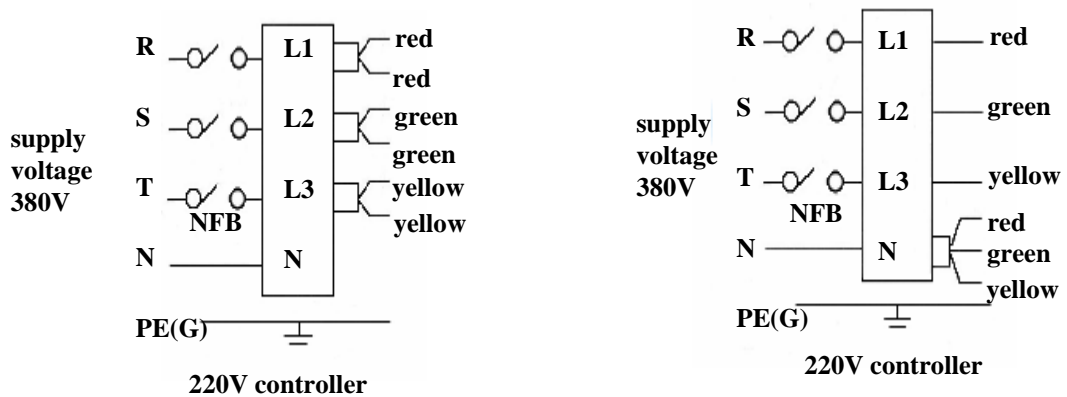 R L1 red
red
S L2 green
green
supply
voltage
380V
T L3 yellow
NFB yellow
N N
PE(G)
220V controller
R L1 red
S L2 green
supply
voltage
380V
T L3 yellow
NFB
red
N N green
yellow
PE(G)
220V controller